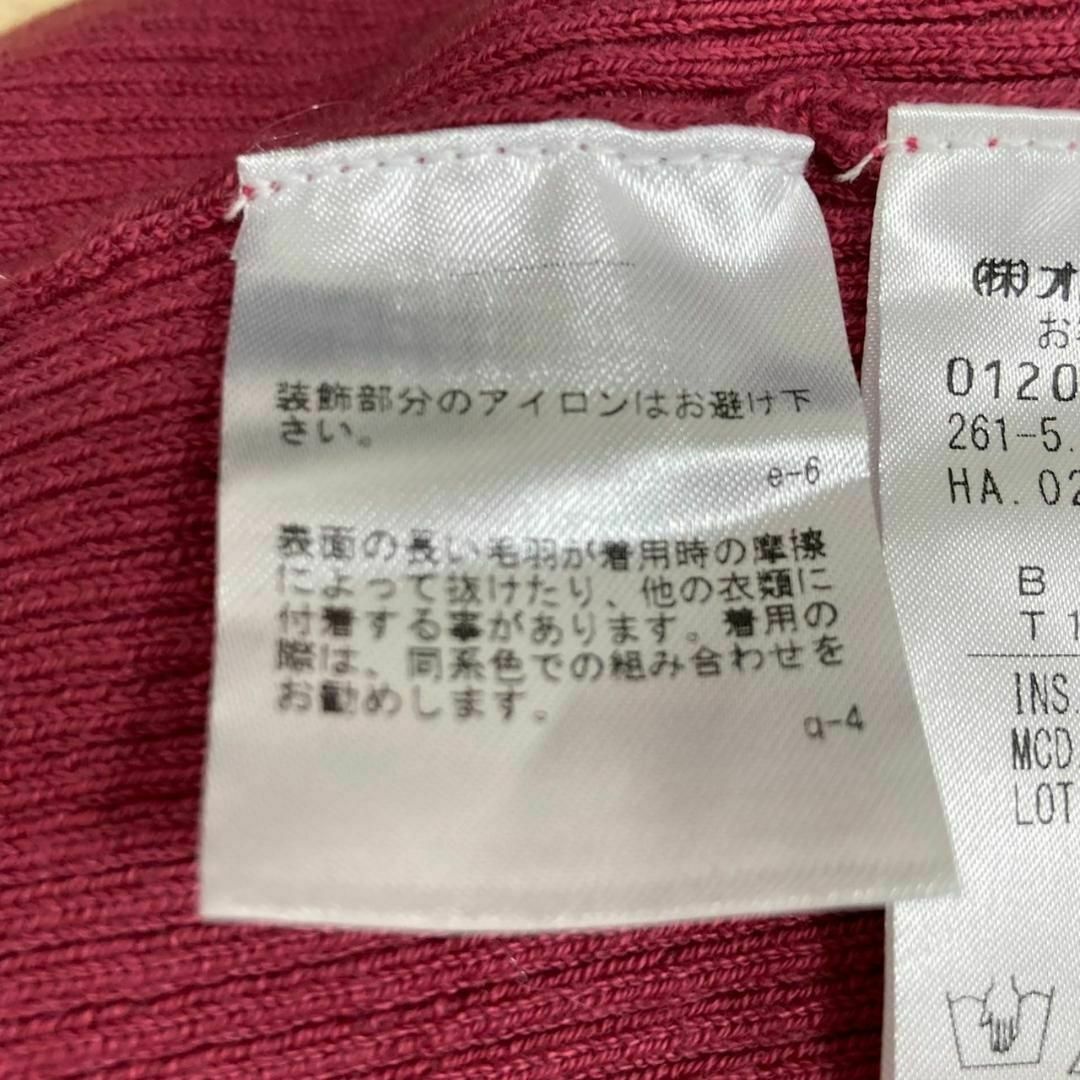 装飾部分のアイロンはお避け下
さい。
e-6
表面の長い毛羽が着用時の摩擦
によって抜けたり、他の衣類に
付着する事があります。着用の
際は、同系色での組み合わせを
お勧めします。
q-4
㈱オ
お
0120
261-5.
HA.02
B
T 1
INS.
MCD
LOT